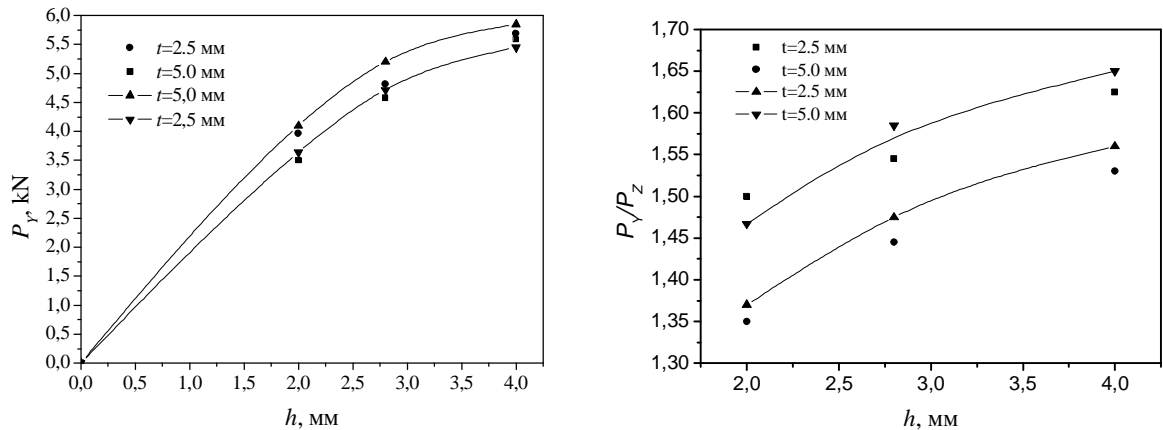 6,0
5,5
5,0
4,5
4,0
3,5
3,0
2,5
2,0
1,5
1,0
0,5
0,0
P_Y, kN
t=2.5 мм
t=5.0 мм
t=5,0 мм
t=2,5 мм
0,0 0,5 1,0 1,5 2,0 2,5 3,0 3,5 4,0
h, мм
1,70
1,65
1,60
1,55
1,50
1,45
1,40
1,35
1,30
P_Y/P_Z
t=2.5 мм
t=5.0 мм
t=2.5 мм
t=5.0 мм
2,0 2,5 3,0 3,5 4,0
h, мм